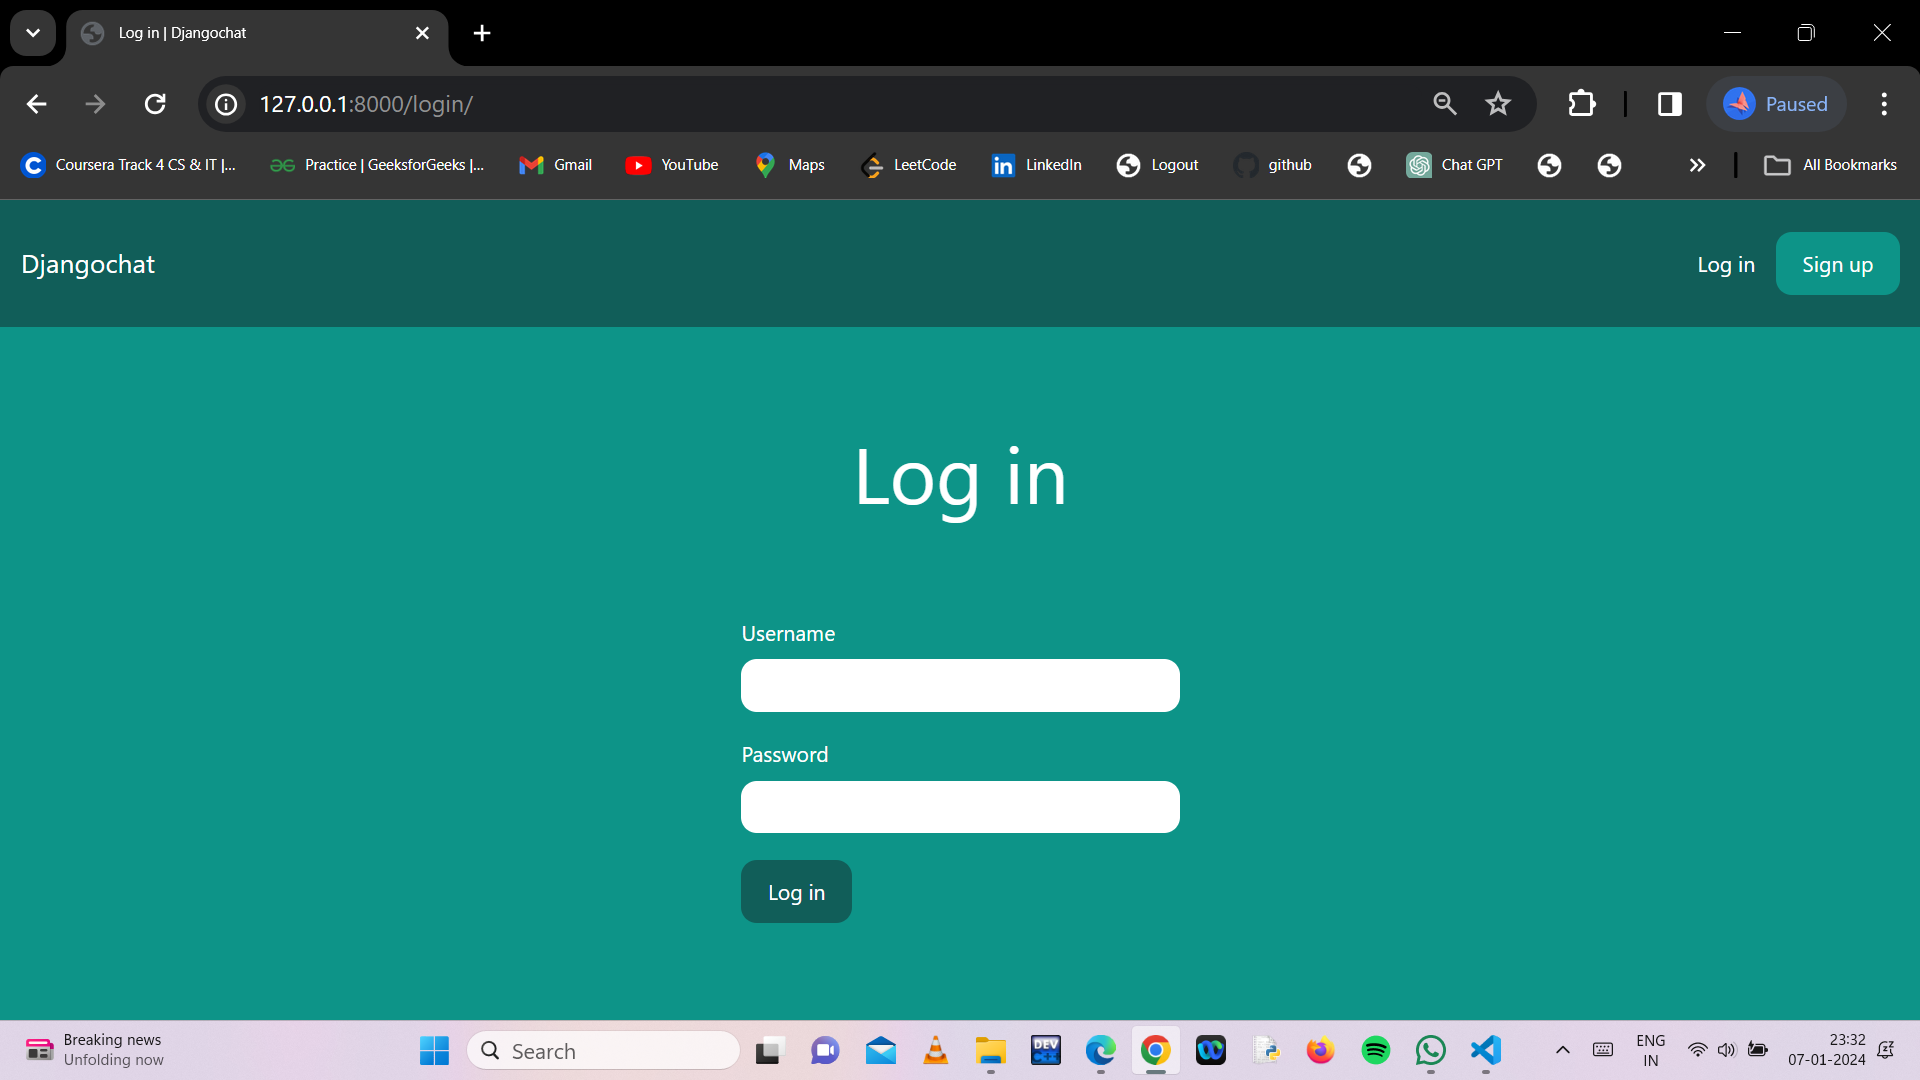 Log in | Djangochat
127.0.0.1:8000/login/
Paused
Coursera Track 4 CS & IT |...
Practice | GeeksforGeeks |...
Gmail
YouTube
Maps
LeetCode
LinkedIn
Logout
github
Chat GPT
All Bookmarks
Djangochat
Log in
Sign up
Log in
Username
Password
Log in
Breaking news
Unfolding now
Search
DEV
C++
ENG
IN
23:32
07-01-2024